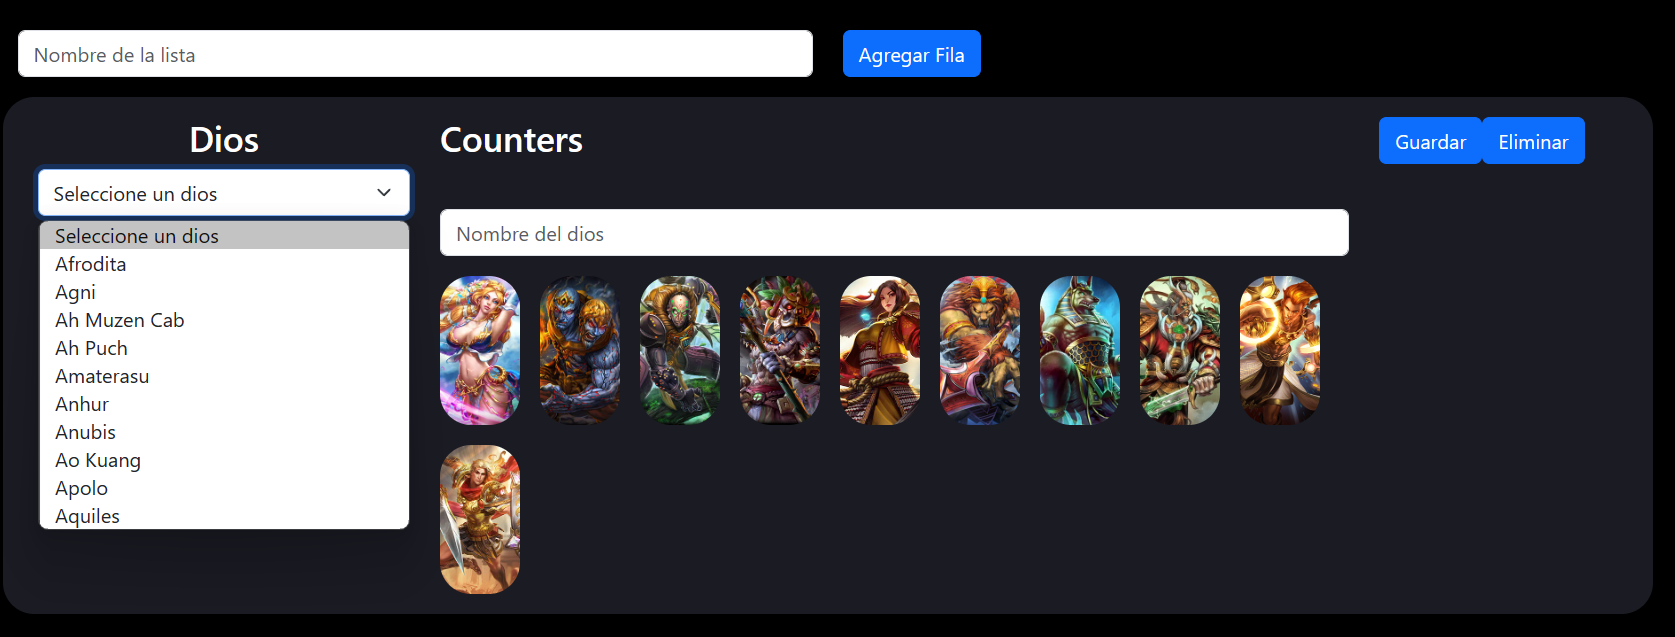 Nombre de la lista
Agregar Fila
Dios
Counters
Guardar
Eliminar
Seleccione un dios
Nombre del dios
Seleccione un dios
Afrodita
Agni
Ah Muzen Cab
Ah Puch
Amaterasu
Anhur
Anubis
Ao Kuang
Apolo
Aquiles